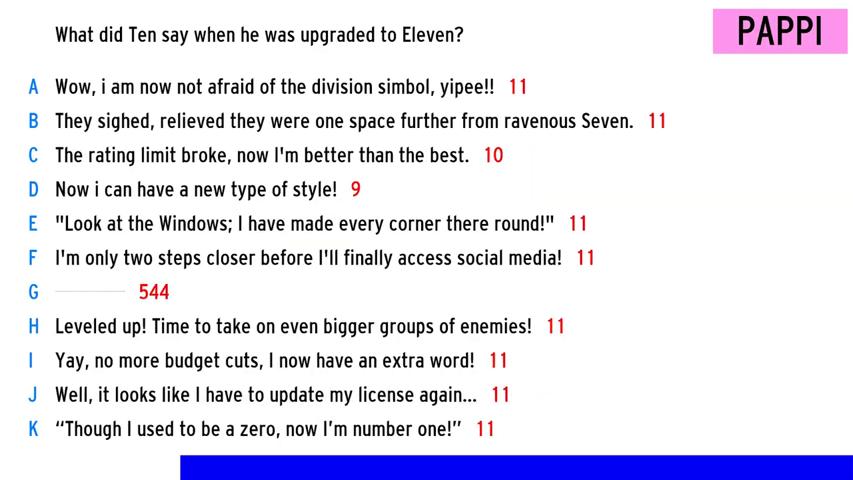 What did Ten say when he was upgraded to Eleven?
PAPPI
A Wow, i am now not afraid of the division simbol, yipee!! 11
B They sighed, relieved they were one space further from ravenous Seven. 11
C The rating limit broke, now I'm better than the best. 10
D Now i can have a new type of style! 9
E "Look at the Windows; I have made every corner there round!" 11
F I'm only two steps closer before I'll finally access social media! 11
G 544
H Leveled up! Time to take on even bigger groups of enemies! 11
I Yay, no more budget cuts, I now have an extra word! 11
J Well, it looks like I have to update my license again... 11
K “Though I used to be a zero, now I’m number one!” 11